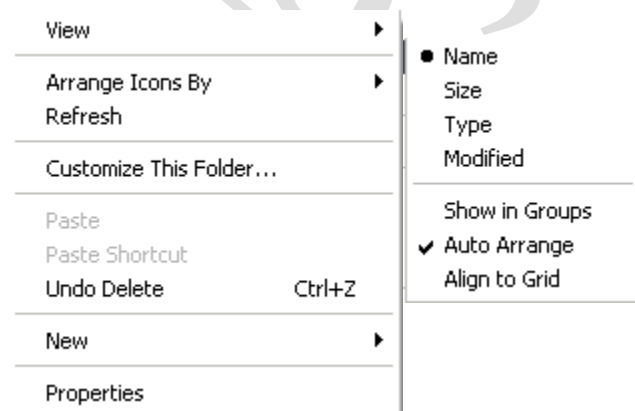 View
Arrange Icons By
Refresh
Customize This Folder...
Paste
Paste Shortcut
Undo Delete Ctrl+Z
New
Properties
Name
Size
Type
Modified
Show in Groups
Auto Arrange
Align to Grid